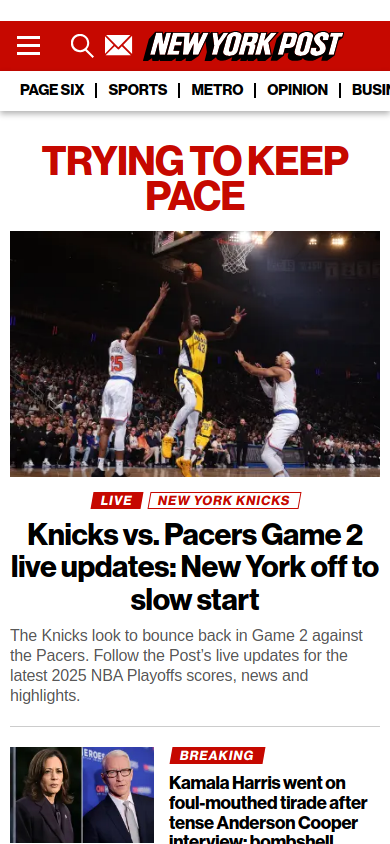 NEW YORK POST
PAGE SIX
SPORTS
METRO
OPINION
BUSI
TRYING TO KEEP
PACE
LIVE
NEW YORK KNICKS
Knicks vs. Pacers Game 2
live updates: New York off to
slow start
The Knicks look to bounce back in Game 2 against
the Pacers. Follow the Post’s live updates for the
latest 2025 NBA Playoffs scores, news and
highlights.
BREAKING
Kamala Harris went on
foul-mouthed tirade after
tense Anderson Cooper
interview: bombshell